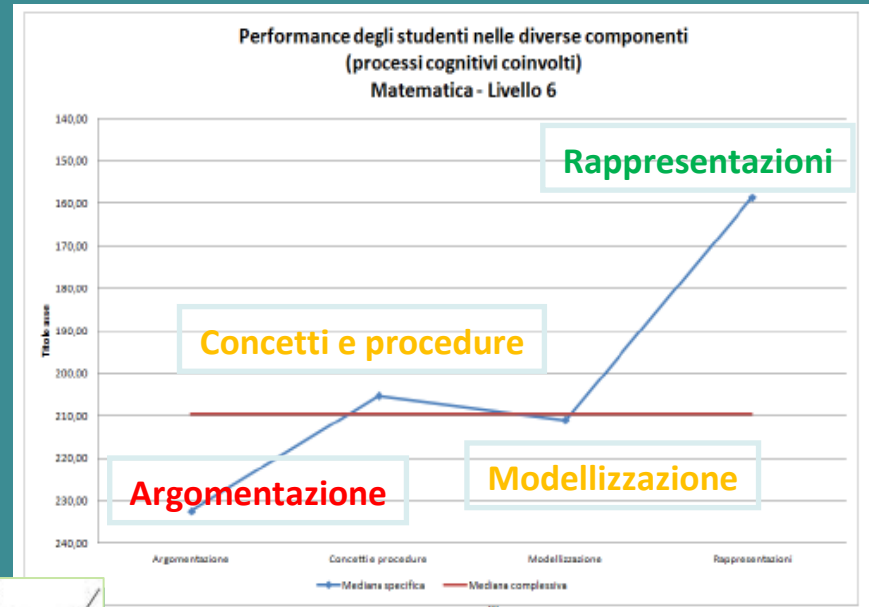 Performance degli studenti nelle diverse componenti
(processi cognitivi coinvolti)
Matematica - Livello 6
140,00
150,00
160,00
170,00
180,00
190,00
200,00
210,00
220,00
230,00
240,00
Titolo asse
Rappresentazioni
Concetti e procedure
Modellizzazione
Argomentazione
Argomentazione
Concetti e procedure
Modellizzazione
Rappresentazioni
Mediana specifica
Mediana complessiva